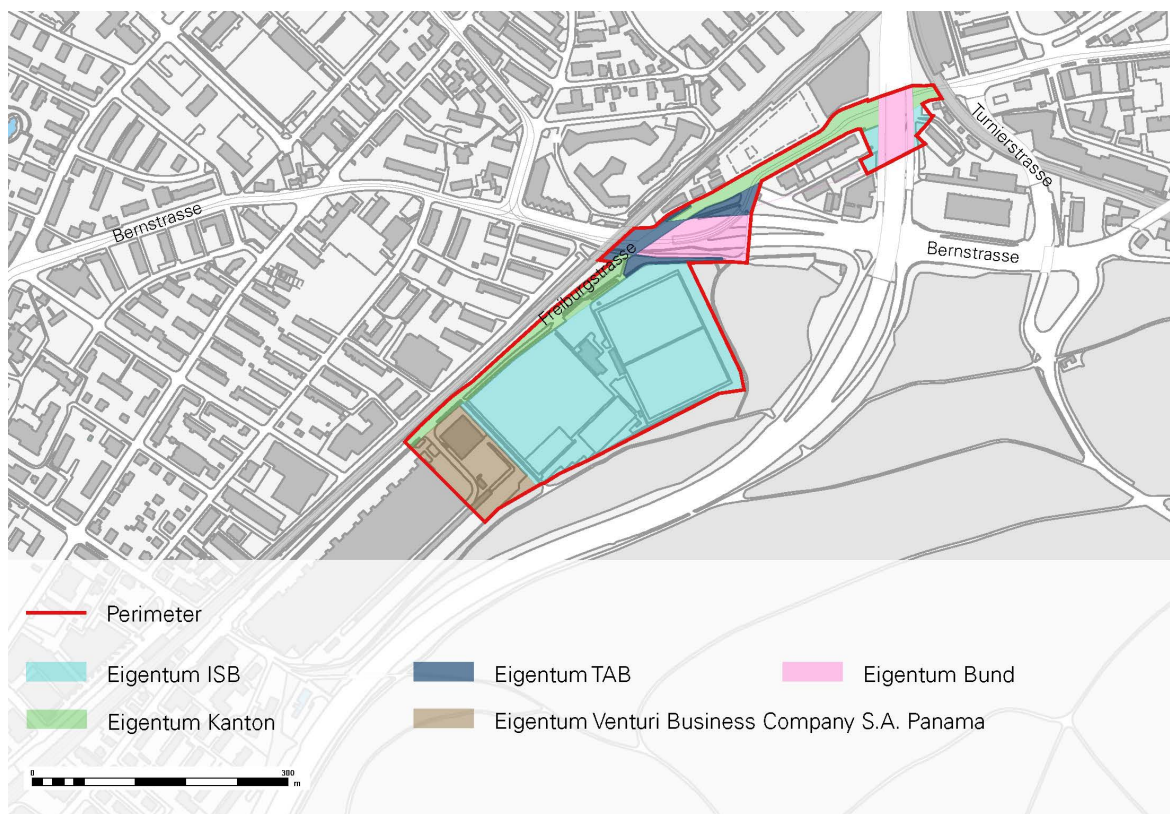 Turnierstrasse
Bernstrasse
Bernstrasse
Freiburgstrasse
Perimeter
Eigentum ISB
Eigentum TAB
Eigentum Bund
Eigentum Kanton
Eigentum Venturi Business Company S.A. Panama
0 300
m